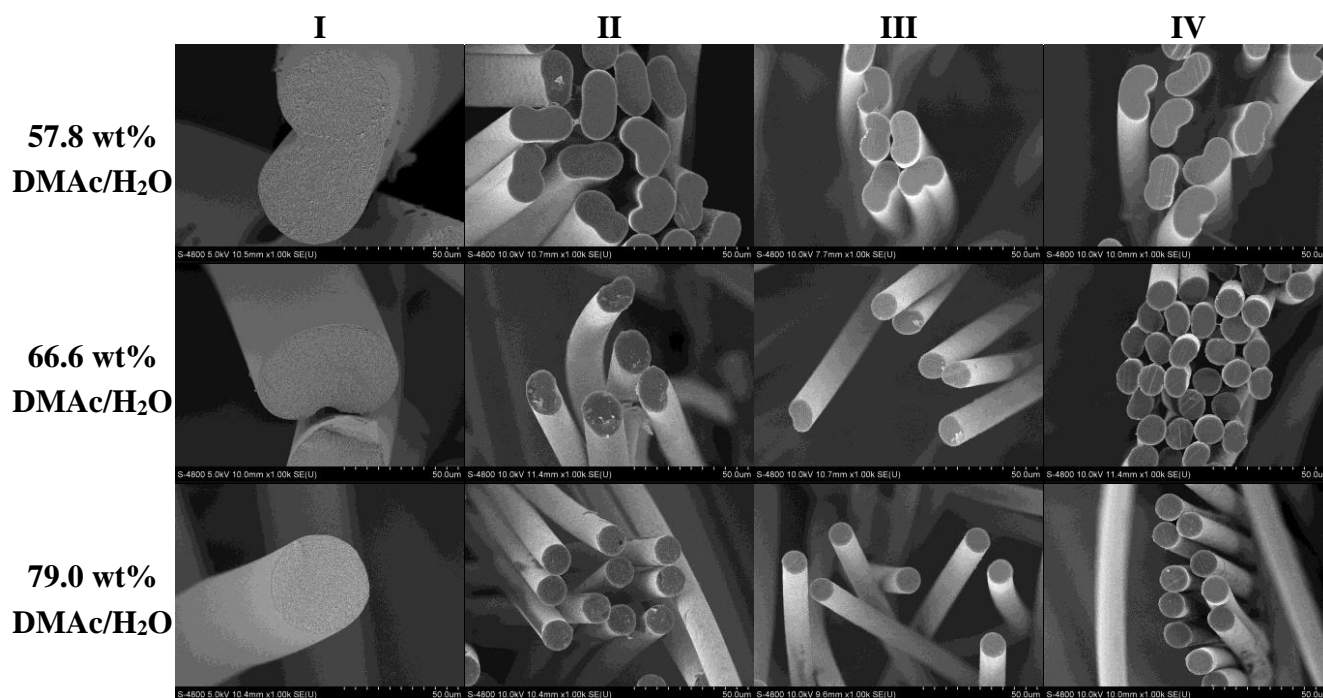 I II III IV
57.8 wt%
DMAc/H₂O
S-4800 5.0kV 10.5mm x1.00k SE(U) 50.0um
S-4800 10.0kV 10.7mm x1.00k SE(U) 50.0um
S-4800 10.0kV 7.7mm x1.00k SE(U) 50.0um
S-4800 10.0kV 10.0mm x1.00k SE(U) 50.0um
66.6 wt%
DMAc/H₂O
S-4800 5.0kV 10.0mm x1.00k SE(U) 50.0um
S-4800 10.0kV 11.4mm x1.00k SE(U) 50.0um
S-4800 10.0kV 10.7mm x1.00k SE(U) 50.0um
S-4800 10.0kV 11.4mm x1.00k SE(U) 50.0um
79.0 wt%
DMAc/H₂O
S-4800 5.0kV 10.4mm x1.00k SE(U) 50.0um
S-4800 10.0kV 10.4mm x1.00k SE(U) 50.0um
S-4800 10.0kV 9.6mm x1.00k SE(U) 50.0um
S-4800 10.0kV 10.0mm x1.00k SE(U) 50.0um